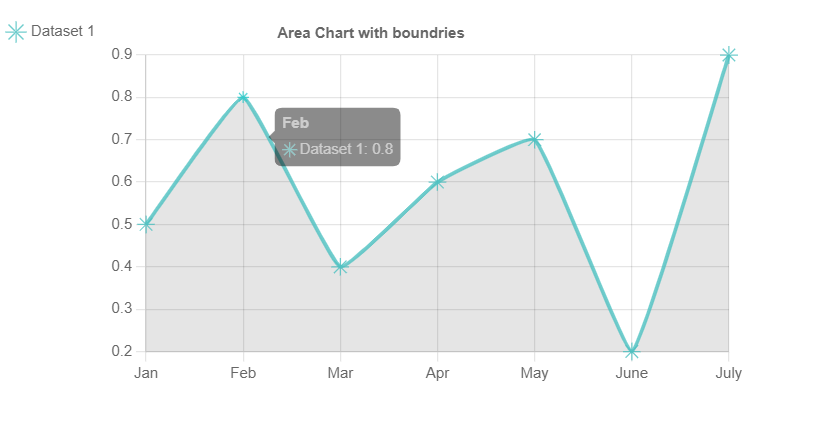 Dataset 1
Area Chart with boundries
0.9
0.8
0.7
0.6
0.5
0.4
0.3
0.2
Feb
Dataset 1: 0.8
Jan Feb Mar Apr May June July